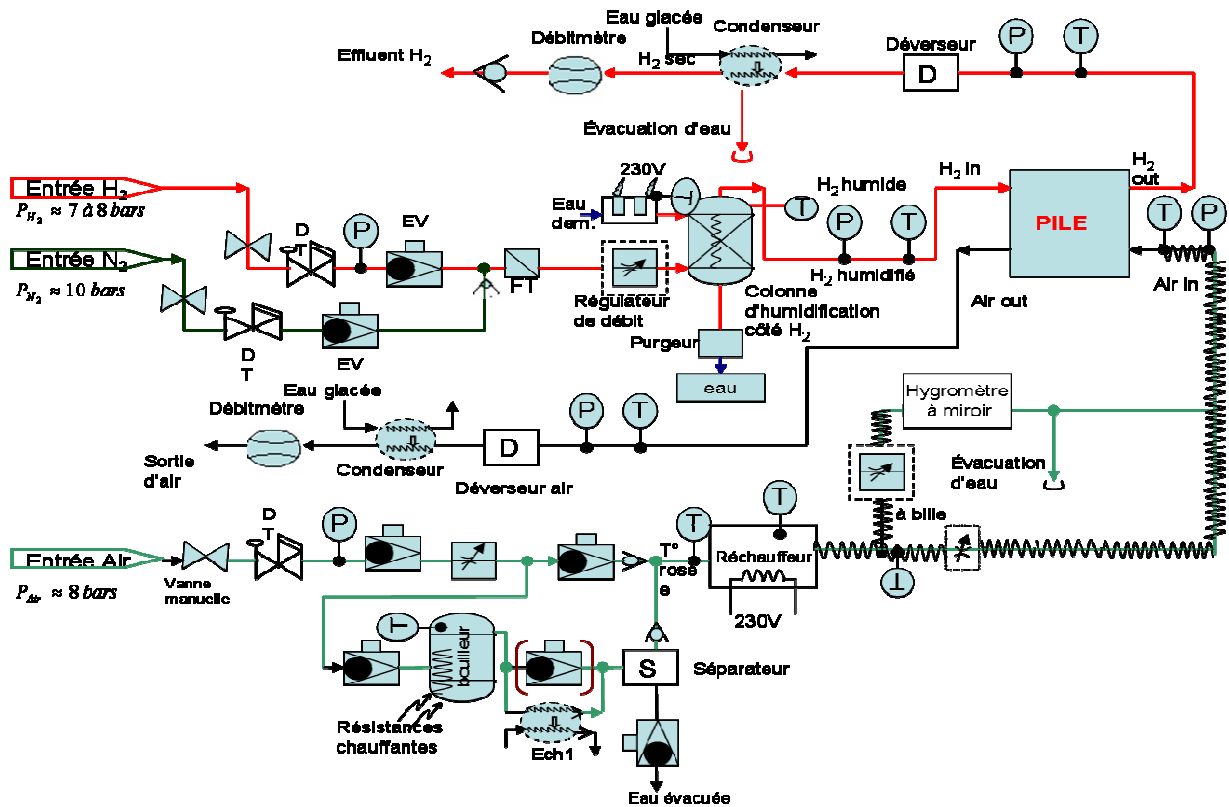 Eau glacée
Condenseur
Débitmètre
Déverseur
P
T
Effluent H2
H2 sec
D
Évacuation d'eau
230V
H2 in
H2
out
Entrée H2
H2 humide
P_H2 ≈ 7 à 8 bars
EV
Eau
dem.
T
T
P
D
T
P
P
T
PILE
Entrée N2
FT
H2 humidifié
Air in
P_N2 ≈ 10 bars
Régulateur
de débit
Colonne
d'humidification
côté H2
Air out
D
T
EV
Purgeur
Eau glacée
eau
Hygromètre
à miroir
Débitmètre
P
T
D
Sortie
d'air
Condenseur
Déverseur air
Évacuation
d'eau
à bille
D
T
P
T
T
Entrée Air
T°
rosé
e
Réchauffeur
P_Air ≈ 8 bars
Vanne
manuelle
T
230V
T
bouilleur
S
Séparateur
Résistances
chauffantes
Ech1
Eau évacuée